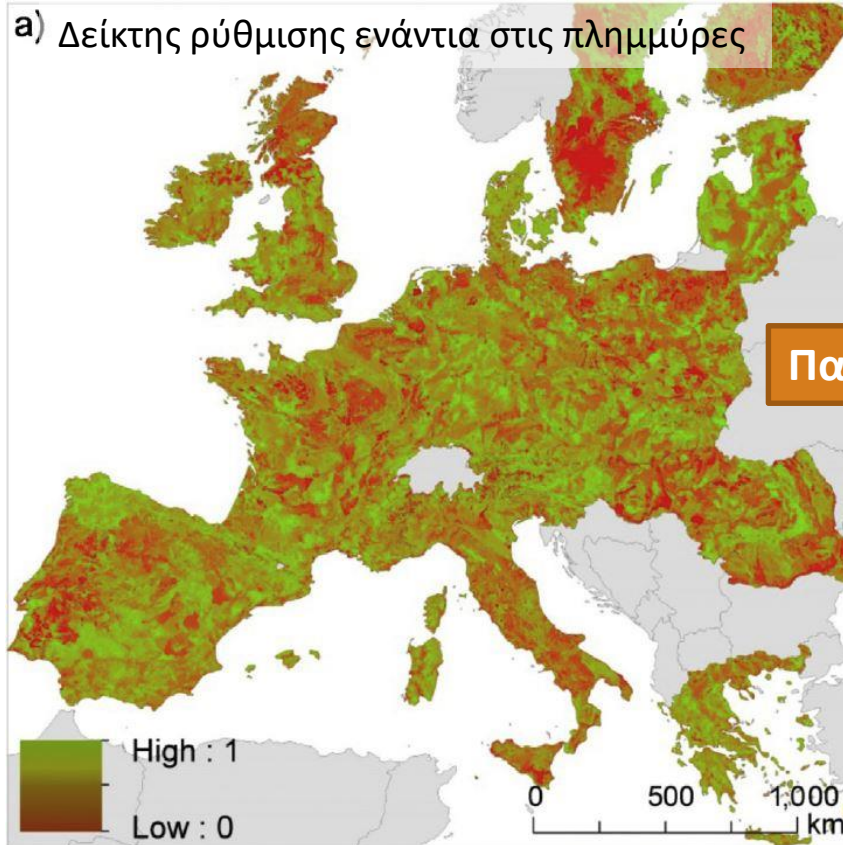 a) Δείκτης ρύθμισης ενάντια στις πλημμύρες
Πα
High : 1
Low : 0
0 500 1,000
km